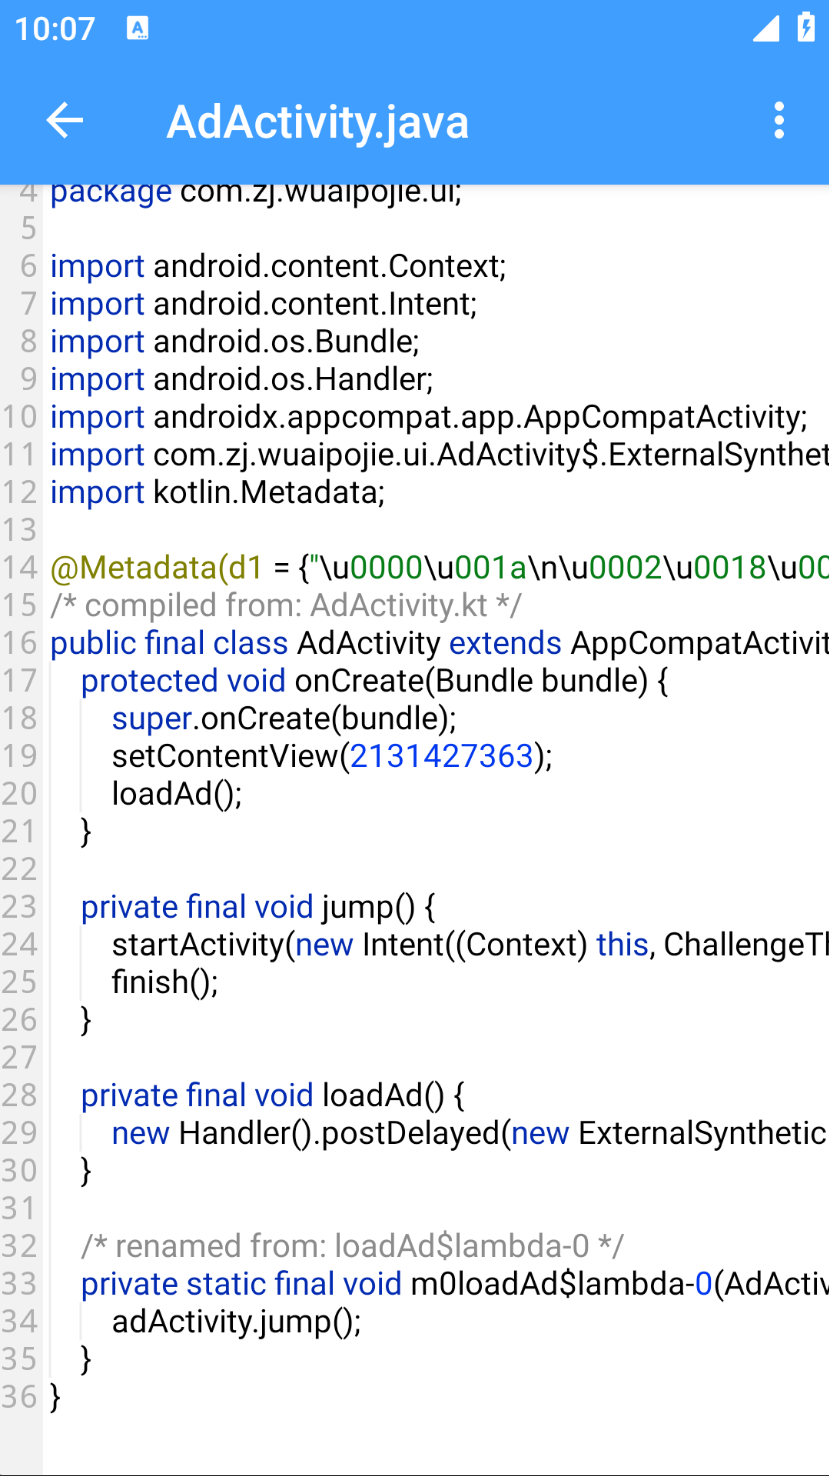 10:07
A
AdActivity.java
4 package com.zj.wuaipojie.ui;
5
6 import android.content.Context;
7 import android.content.Intent;
8 import android.os.Bundle;
9 import android.os.Handler;
10 import androidx.appcompat.app.AppCompatActivity;
11 import com.zj.wuaipojie.ui.AdActivity$.ExternalSynthet
12 import kotlin.Metadata;
13
14 @Metadata(d1 = {"\u0000\u001a\n\u0002\u0018\u00
15 /* compiled from: AdActivity.kt */
16 public final class AdActivity extends AppCompatActivit
17 protected void onCreate(Bundle bundle) {
18 super.onCreate(bundle);
19 setContentView(2131427363);
20 loadAd();
21 }
22
23 private final void jump() {
24 startActivity(new Intent((Context) this, ChallengeTh
25 finish();
26 }
27
28 private final void loadAd() {
29 new Handler().postDelayed(new ExternalSynthetic
30 }
31
32 /* renamed from: loadAd$lambda-0 */
33 private static final void m0loadAd$lambda-0(AdActiv
34 adActivity.jump();
35 }
36 }